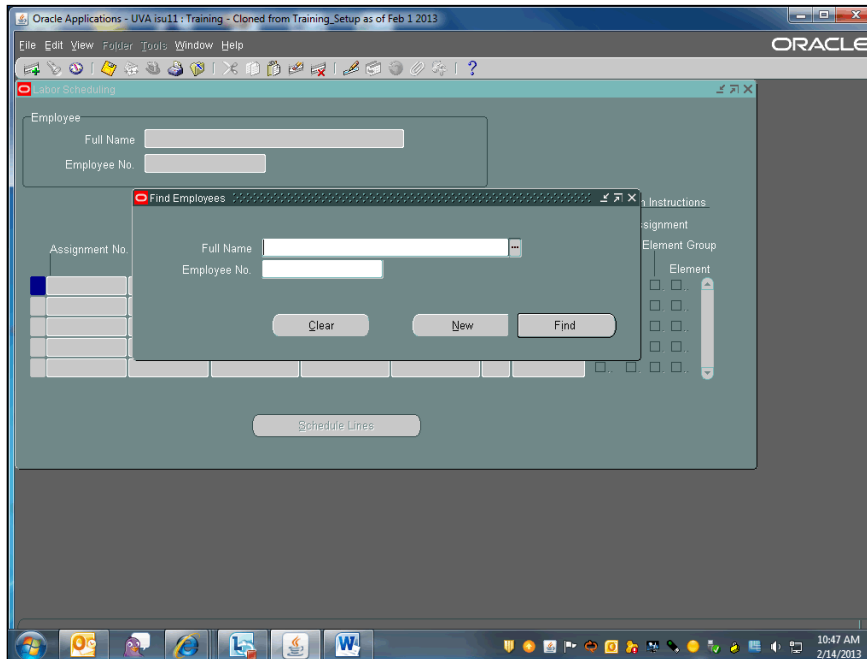 Oracle Applications - UVA isu11 : Training - Cloned from Training_Setup as of Feb 1 2013
File Edit View Folder Tools Window Help
ORACLE
Labor Scheduling
Employee
Full Name
Employee No.
Find Employees
Instructions
Assignment No.
Full Name
Employee No.
signment
Element Group
Element
Clear
New
Find
Schedule Lines
10:47 AM
2/14/2013